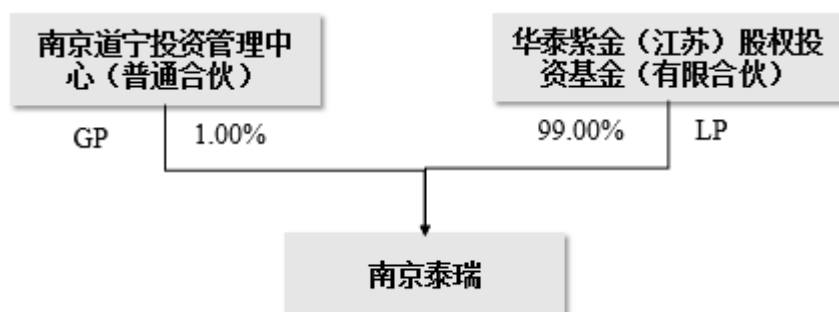 南京道宁投资管理中
心（普通合伙）
华泰紫金（江苏）股权投
资基金（有限合伙）
GP
1.00%
99.00%
LP
南京泰瑞